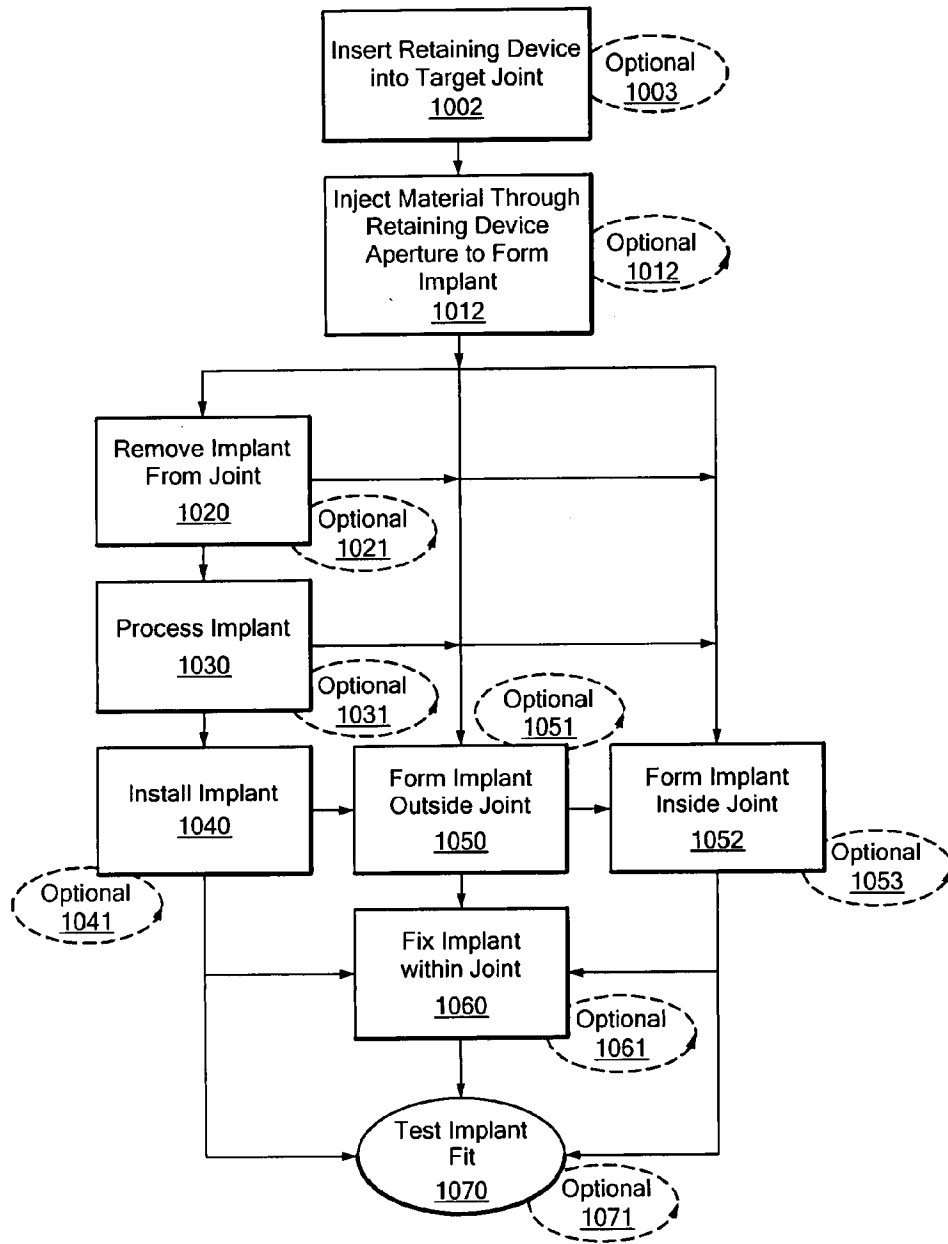 Insert Retaining Device
into Target Joint
1002
Optional
1003
Inject Material Through
Retaining Device
Aperture to Form
Implant
1012
Optional
1012
Remove Implant
From Joint
1020
Optional
1021
Process Implant
1030
Optional
1031
Optional
1051
Install Implant
1040
Form Implant
Outside Joint
1050
Form Implant
Inside Joint
1052
Optional
1041
Optional
1053
Fix Implant
within Joint
1060
Optional
1061
Test Implant
Fit
1070
Optional
1071